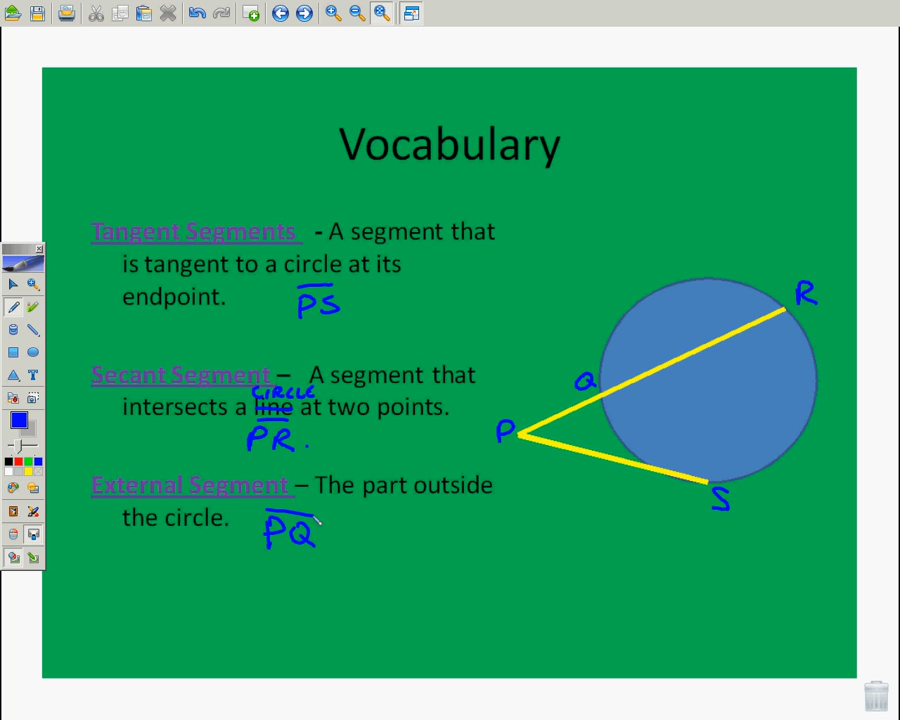 Vocabulary
Tangent Segments - A segment that
is tangent to a circle at its
endpoint. PS
Secant Segment – A segment that
CIRCLE
intersects a line at two points.
PR.
External Segment – The part outside
the circle. PQ
R
Q
P
S
T